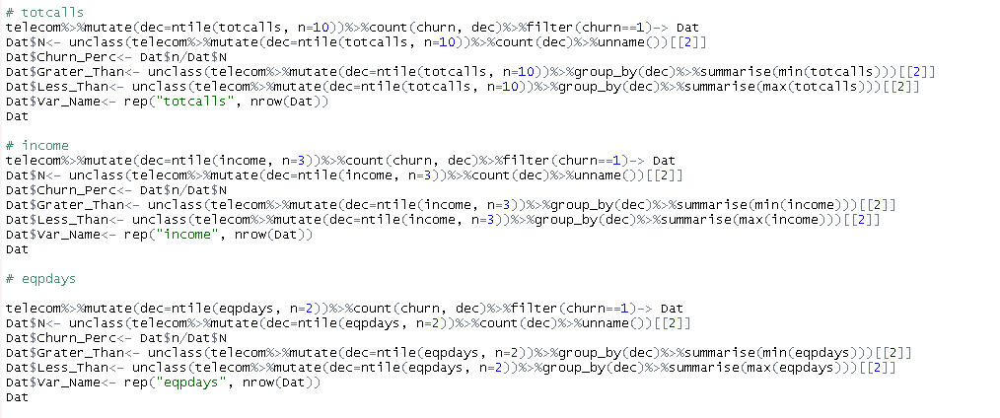 # totcalls
telecom%>%mutate(dec=ntile(totcalls, n=10))%>%count(churn, dec)%>%filter(churn==1)-> Dat
Dat$N<- unclass(telecom%>%mutate(dec=ntile(totcalls, n=10))%>%count(dec)%>%unname())[[2]]
Dat$Churn_Perc<- Dat$n/Dat$N
Dat$Grater_Than<- unclass(telecom%>%mutate(dec=ntile(totcalls, n=10))%>%group_by(dec)%>%summarise(min(totcalls)))[[2]]
Dat$Less_Than<- unclass(telecom%>%mutate(dec=ntile(totcalls, n=10))%>%group_by(dec)%>%summarise(max(totcalls)))[[2]]
Dat$Var_Name<- rep("totcalls", nrow(Dat))
Dat
# income
telecom%>%mutate(dec=ntile(income, n=3))%>%count(churn, dec)%>%filter(churn==1)-> Dat
Dat$N<- unclass(telecom%>%mutate(dec=ntile(income, n=3))%>%count(dec)%>%unname())[[2]]
Dat$Churn_Perc<- Dat$n/Dat$N
Dat$Grater_Than<- unclass(telecom%>%mutate(dec=ntile(income, n=3))%>%group_by(dec)%>%summarise(min(income)))[[2]]
Dat$Less_Than<- unclass(telecom%>%mutate(dec=ntile(income, n=3))%>%group_by(dec)%>%summarise(max(income)))[[2]]
Dat$Var_Name<- rep("income", nrow(Dat))
Dat
# eqpdays
telecom%>%mutate(dec=ntile(eqpdays, n=2))%>%count(churn, dec)%>%filter(churn==1)-> Dat
Dat$N<- unclass(telecom%>%mutate(dec=ntile(eqpdays, n=2))%>%count(dec)%>%unname())[[2]]
Dat$Churn_Perc<- Dat$n/Dat$N
Dat$Grater_Than<- unclass(telecom%>%mutate(dec=ntile(eqpdays, n=2))%>%group_by(dec)%>%summarise(min(eqpdays)))[[2]]
Dat$Less_Than<- unclass(telecom%>%mutate(dec=ntile(eqpdays, n=2))%>%group_by(dec)%>%summarise(max(eqpdays)))[[2]]
Dat$Var_Name<- rep("eqpdays", nrow(Dat))
Dat